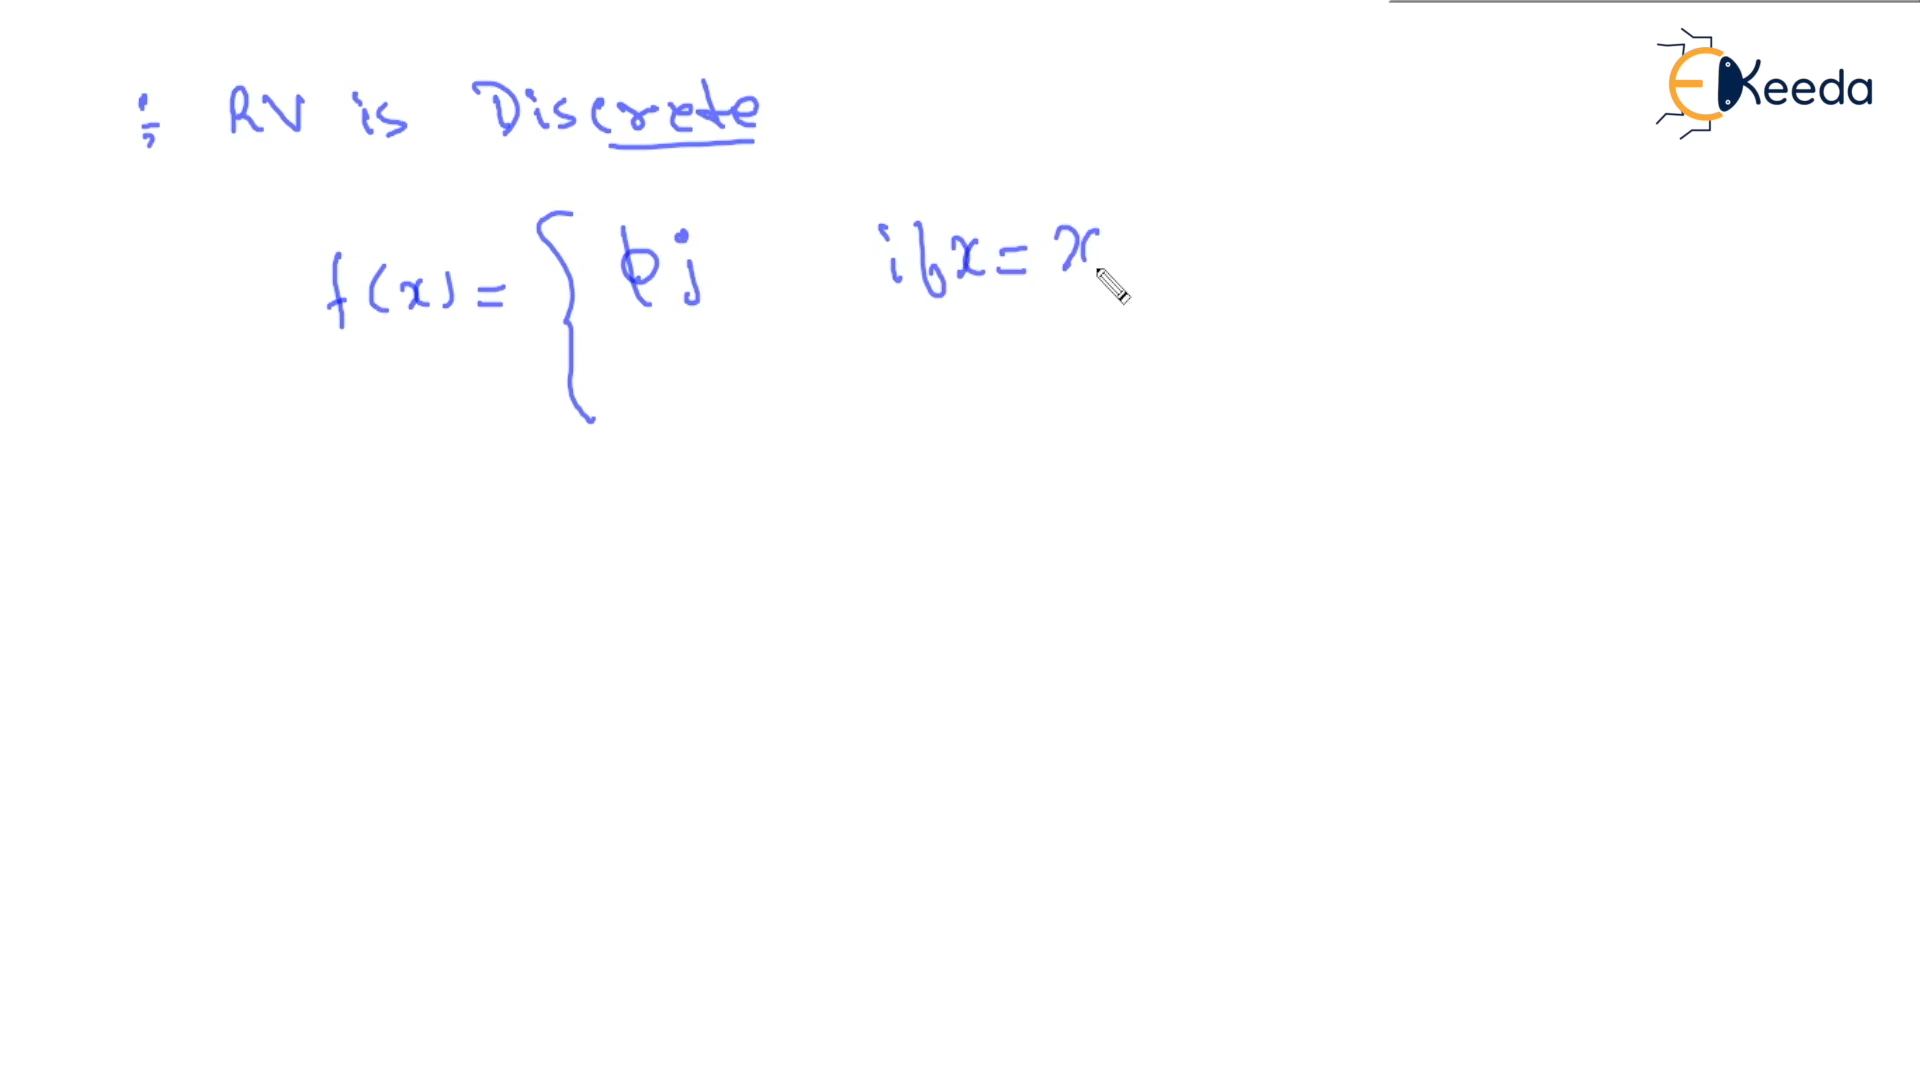 EKeeda
÷ RV is Discrete
f(x) = { pj if x = x